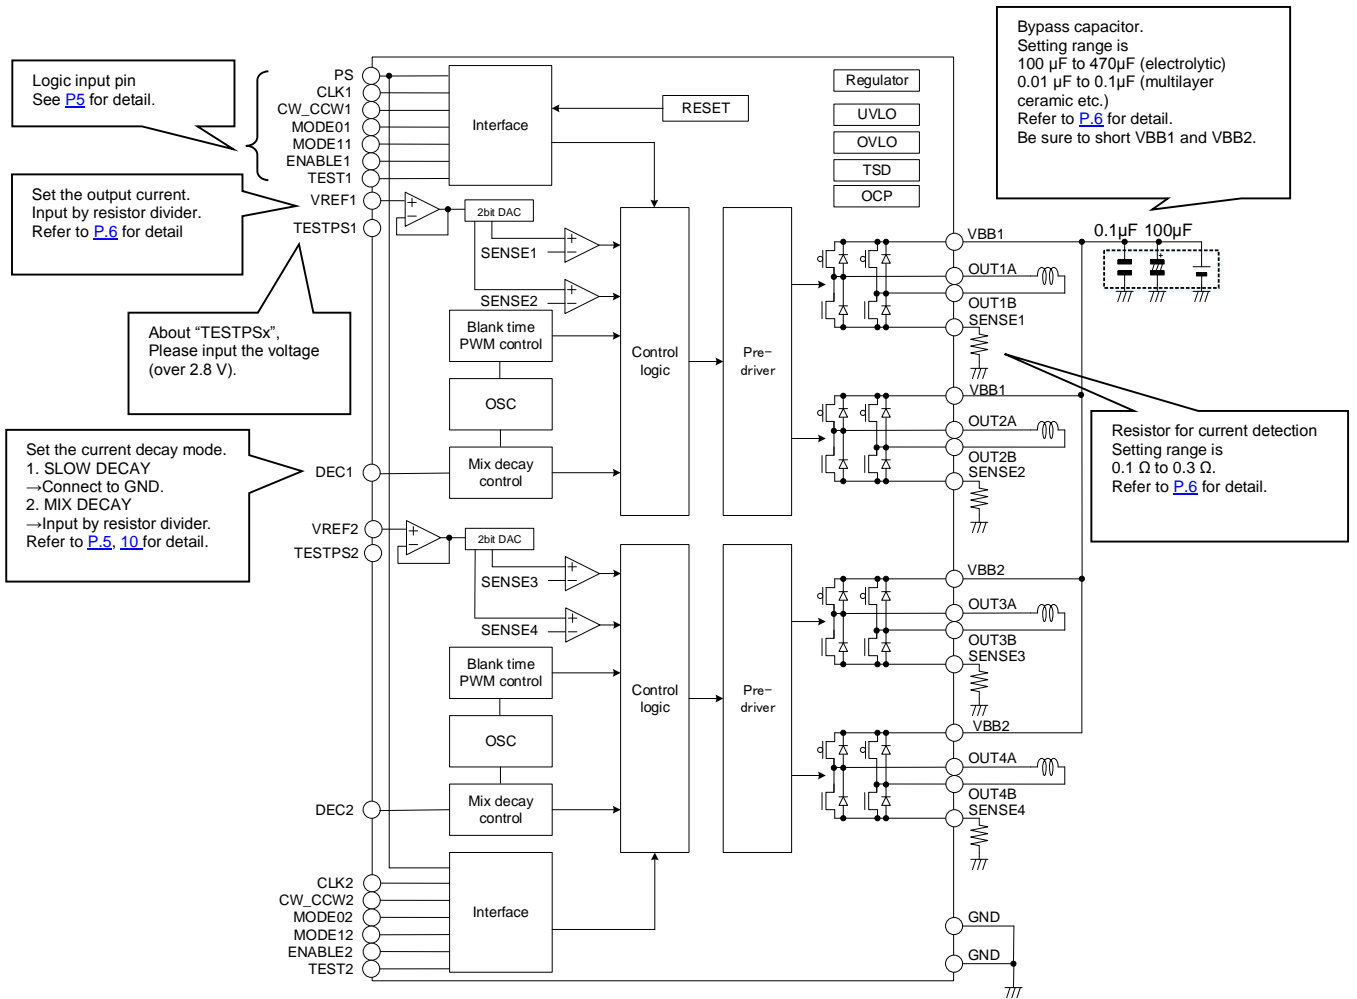 Bypass capacitor.
Setting range is
100 µF to 470µF (electrolytic)
0.01 µF to 0.1µF (multilayer
ceramic etc.)
Refer to P.6 for detail.
Be sure to short VBB1 and VBB2.
Logic input pin
See P5 for detail.
Set the output current.
Input by resistor divider.
Refer to P.6 for detail
About “TESTPSx”,
Please input the voltage
(over 2.8 V).
Set the current decay mode.
1. SLOW DECAY
→Connect to GND.
2. MIX DECAY
→Input by resistor divider.
Refer to P.5, 10 for detail.
PS
CLK1
CW_CCW1
MODE01
MODE11
ENABLE1
TEST1
VREF1
TESTPS1
DEC1
VREF2
TESTPS2
DEC2
CLK2
CW_CCW2
MODE02
MODE12
ENABLE2
TEST2
Interface
RESET
2bit DAC
SENSE1
SENSE2
Blank time
PWM control
OSC
Mix decay
control
Control
logic
Pre−
driver
2bit DAC
SENSE3
SENSE4
Blank time
PWM control
OSC
Mix decay
control
Control
logic
Pre−
driver
Interface
Regulator
UVLO
OVLO
TSD
OCP
VBB1
OUT1A
OUT1B
SENSE1
VBB1
OUT2A
OUT2B
SENSE2
VBB2
OUT3A
OUT3B
SENSE3
VBB2
OUT4A
OUT4B
SENSE4
GND
GND
0.1µF 100µF
+
Resistor for current detection
Setting range is
0.1 Ω to 0.3 Ω.
Refer to P.6 for detail.